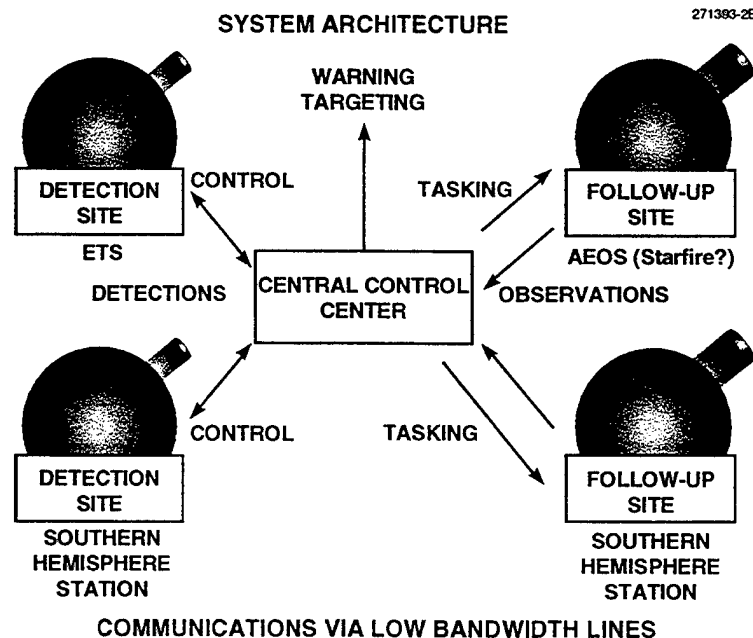 271393-2E
SYSTEM ARCHITECTURE
WARNING
TARGETING
DETECTION
SITE
ETS
CONTROL
TASKING
FOLLOW-UP
SITE
AEOS (Starfire?)
DETECTIONS
CENTRAL CONTROL
CENTER
OBSERVATIONS
DETECTION
SITE
SOUTHERN
HEMISPHERE
STATION
CONTROL
TASKING
FOLLOW-UP
SITE
SOUTHERN
HEMISPHERE
STATION
COMMUNICATIONS VIA LOW BANDWIDTH LINES